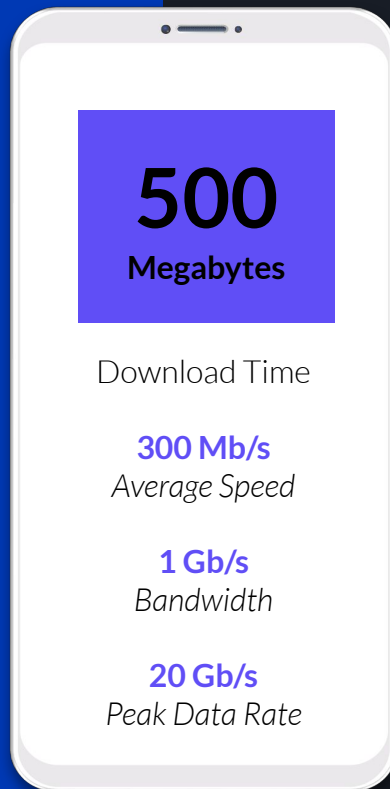 500
Megabytes
Download Time
300 Mb/s
Average Speed
1 Gb/s
Bandwidth
20 Gb/s
Peak Data Rate